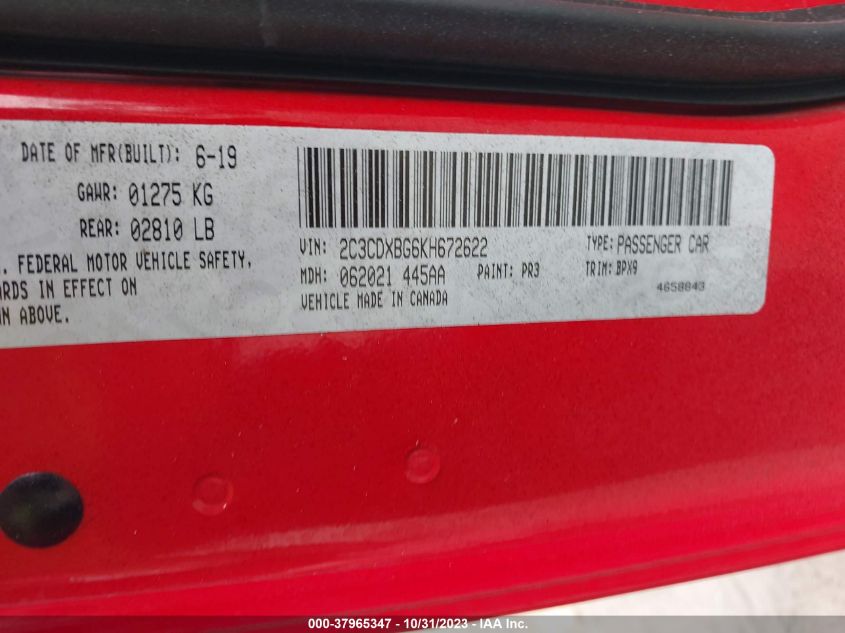 DATE OF MFR(BUILT): 6-19
GAWR: 01275 KG
REAR: 02810 LB
. FEDERAL MOTOR VEHICLE SAFETY.
ARDS IN EFFECT ON
N ABOVE.
VIN: 2C3CDXBG6KH672622 TYPE: PASSENGER CAR
MDH: 062021 445AA PAINT: PR3 TRIM: BPX9
VEHICLE MADE IN CANADA 4658843
000-37965347 | 10/31/2023 - IAA Inc.